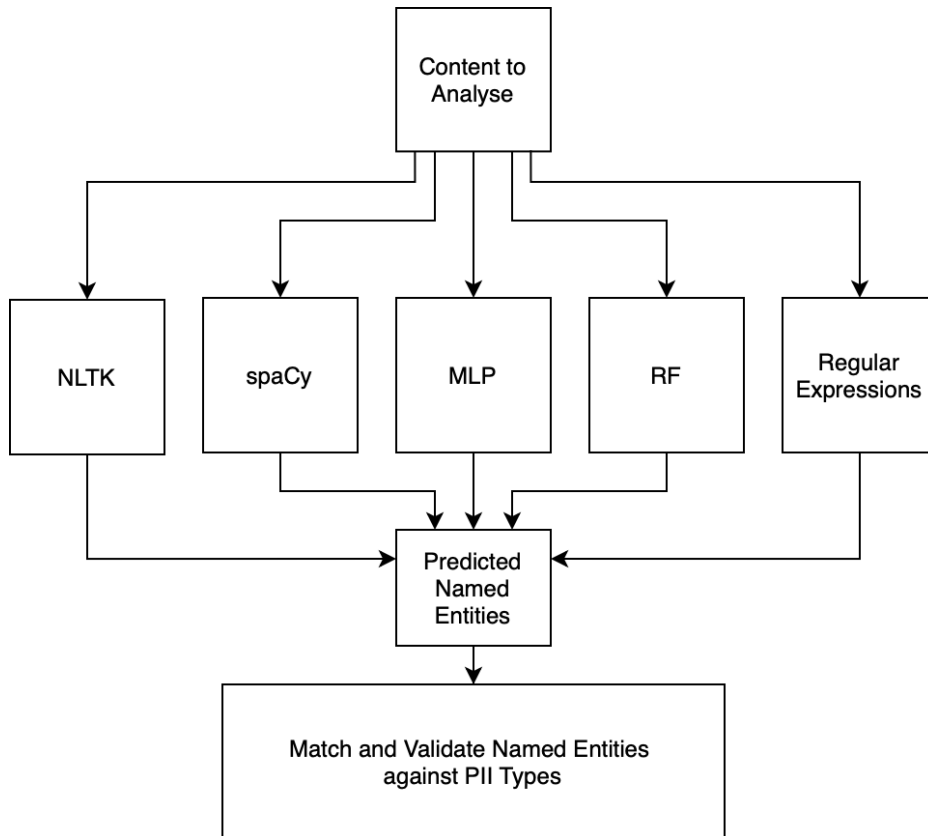 Content to
Analyse
NLTK
spaCy
MLP
RF
Regular
Expressions
Predicted
Named
Entities
Match and Validate Named Entities
against PII Types